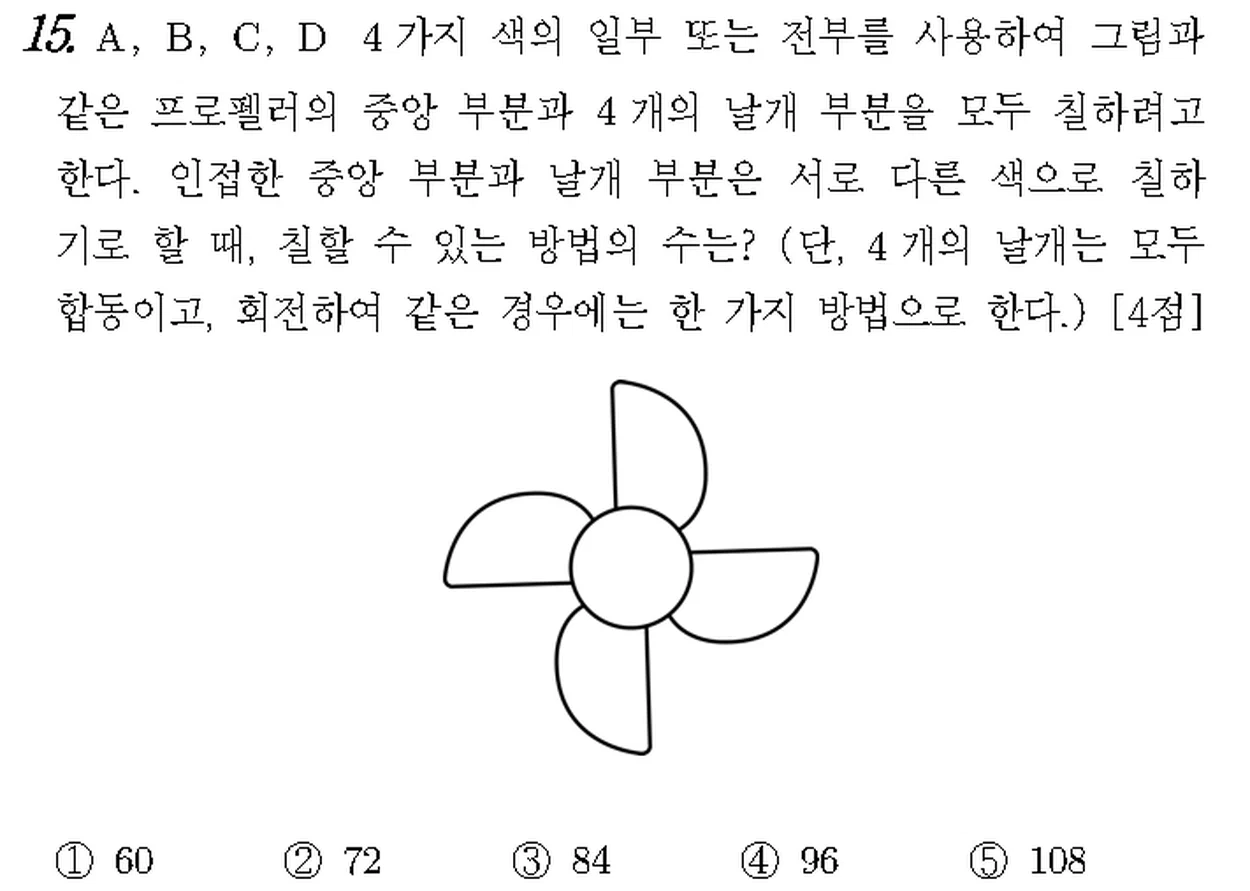 15. A, B, C, D 4가지 색의 일부 또는 전부를 사용하여 그림과
같은 프로펠러의 중앙 부분과 4개의 날개 부분을 모두 칠하려고
한다. 인접한 중앙 부분과 날개 부분은 서로 다른 색으로 칠하
기로 할 때, 칠할 수 있는 방법의 수는? (단, 4개의 날개는 모두
합동이고, 회전하여 같은 경우에는 한 가지 방법으로 한다.) [4점]
① 60 ② 72 ③ 84 ④ 96 ⑤ 108